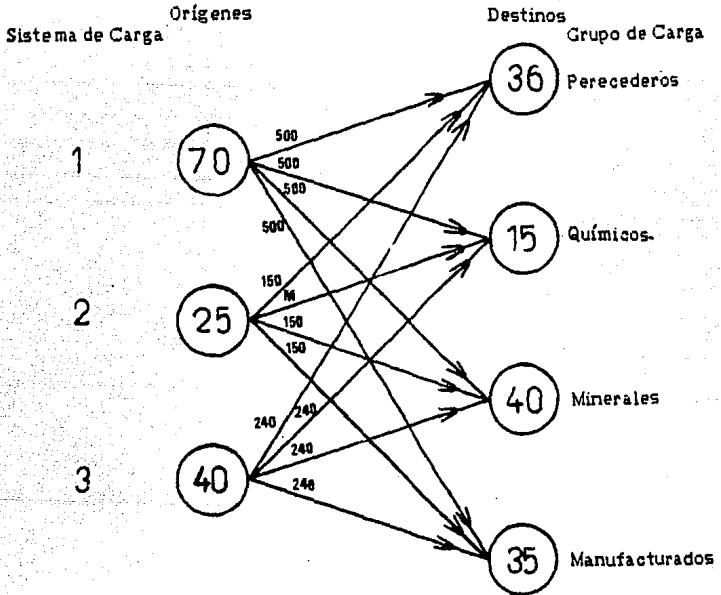 Orígenes
Destinos
Sistema de Carga
Grupo de Carga
36
Perecederos
500
1
70
500
500
500
15
Químicos.
150
M
2
25
150
150
40
Minerales
240
240
3
40
240
240
35
Manufacturados